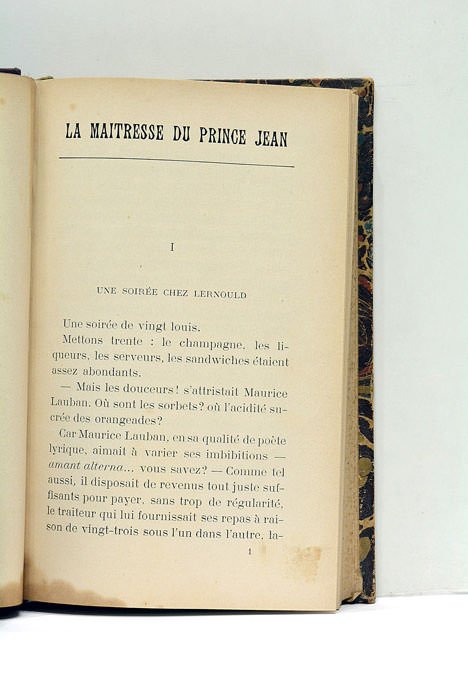 LA MAITRESSE DU PRINCE JEAN
I
UNE SOIRÉE CHEZ LERNOULD
Une soirée de vingt louis.
Mettons trente : le champagne, les li-
queurs, les serveurs, les sandwiches étaient
assez abondants.
— Mais les douceurs ! s'attristait Maurice
Lauban. Où sont les sorbets? où l'acidité su-
crée des orangeades?
Car Maurice Lauban, en sa qualité de poète
lyrique, aimait à varier ses imbibitions —
amant alterna... vous savez? — Comme tel
aussi, il disposait de revenus tout juste suf-
fisants pour payer, sans trop de régularité,
le traiteur qui lui fournissait ses repas à rai-
son de vingt-trois sous l'un dans l'autre, la-
1